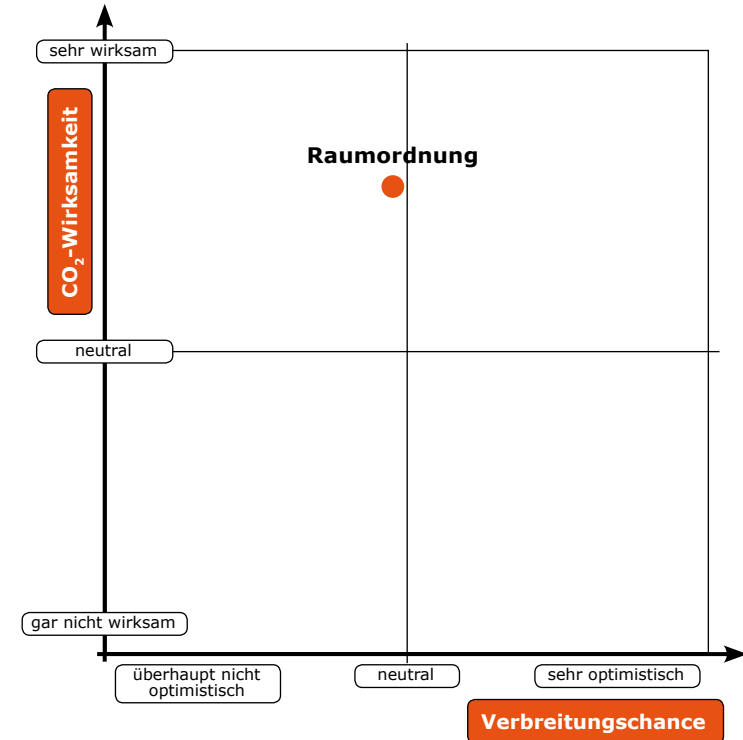 sehr wirksam
CO₂-Wirksamkeit
Raumordnung
neutral
gar nicht wirksam
überhaupt nicht
optimistisch
neutral
sehr optimistisch
Verbreitungschance